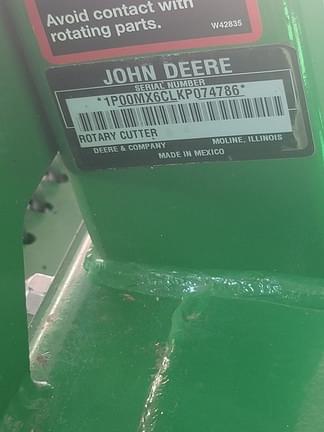 Avoid contact with
rotating parts.
W42835
JOHN DEERE
SERIAL NUMBER
*1P00MX6CLKP074786*
ROTARY CUTTER
DEERE & COMPANY MOLINE, ILLINOIS
MADE IN MEXICO